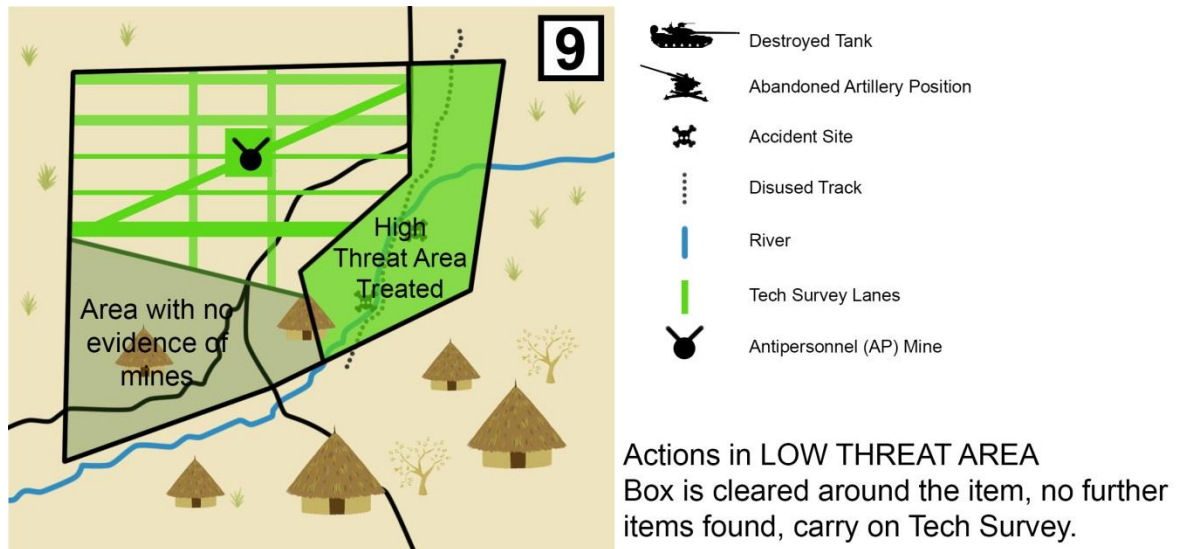 9
High
Threat Area
Treated
Area with no
evidence of
mines
Destroyed Tank
Abandoned Artillery Position
Accident Site
Disused Track
River
Tech Survey Lanes
Antipersonnel (AP) Mine
Actions in LOW THREAT AREA
Box is cleared around the item, no further
items found, carry on Tech Survey.